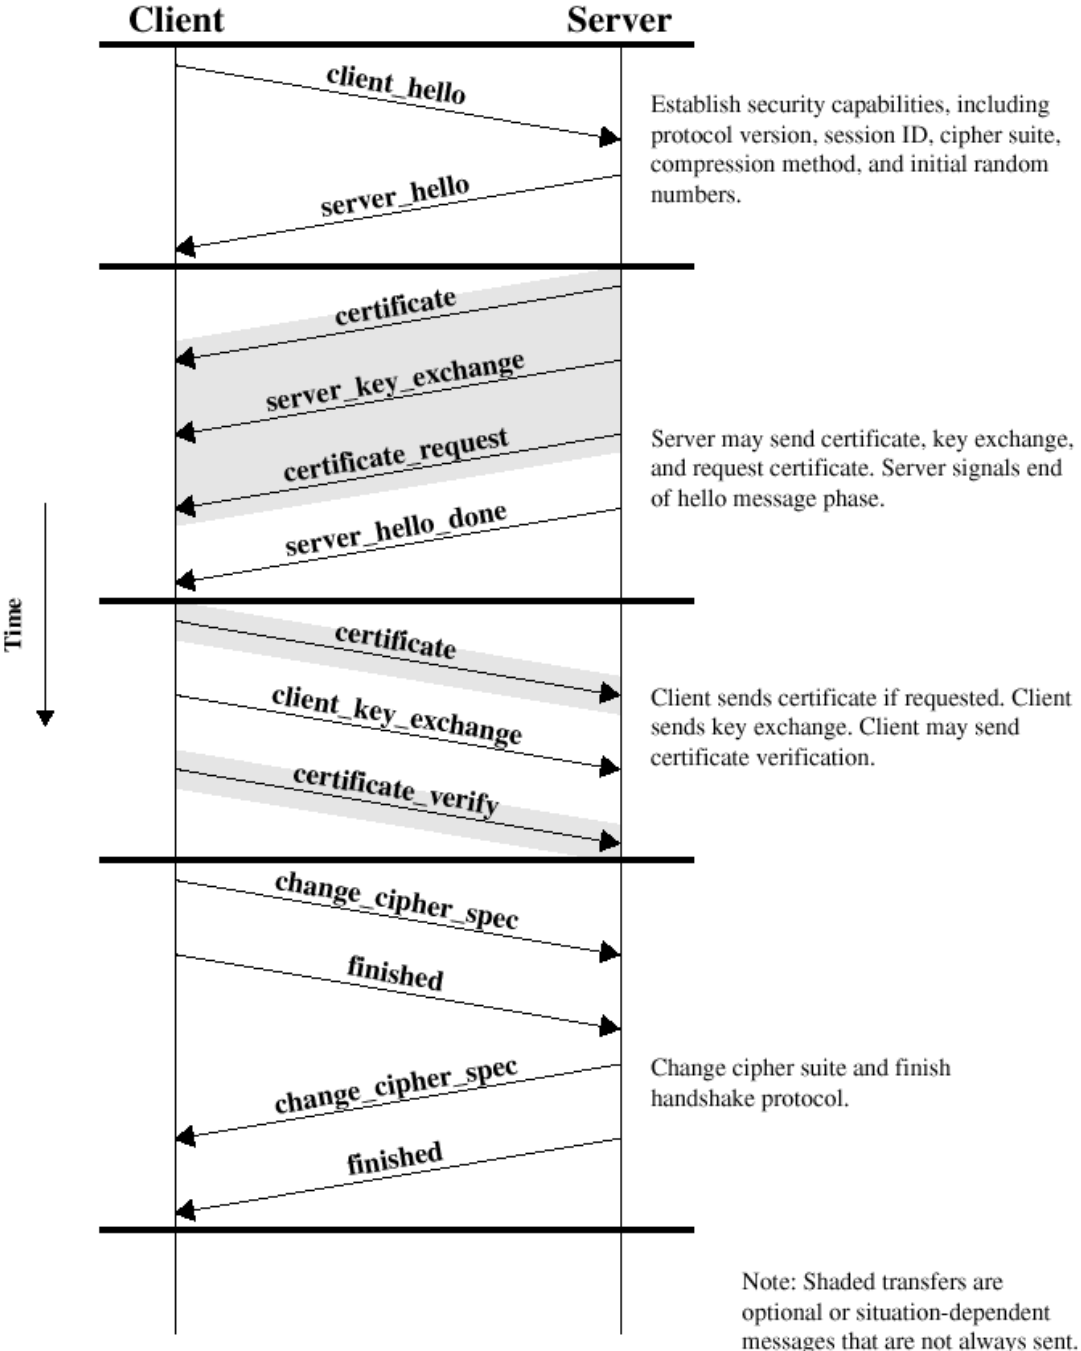 Client
Server
client_hello
Establish security capabilities, including
protocol version, session ID, cipher suite,
compression method, and initial random
numbers.
server_hello
certificate
server_key_exchange
certificate_request
Server may send certificate, key exchange,
and request certificate. Server signals end
of hello message phase.
server_hello_done
Time
certificate
client_key_exchange
Client sends certificate if requested. Client
sends key exchange. Client may send
certificate verification.
certificate_verify
change_cipher_spec
finished
change_cipher_spec
Change cipher suite and finish
handshake protocol.
finished
Note: Shaded transfers are
optional or situation-dependent
messages that are not always sent.